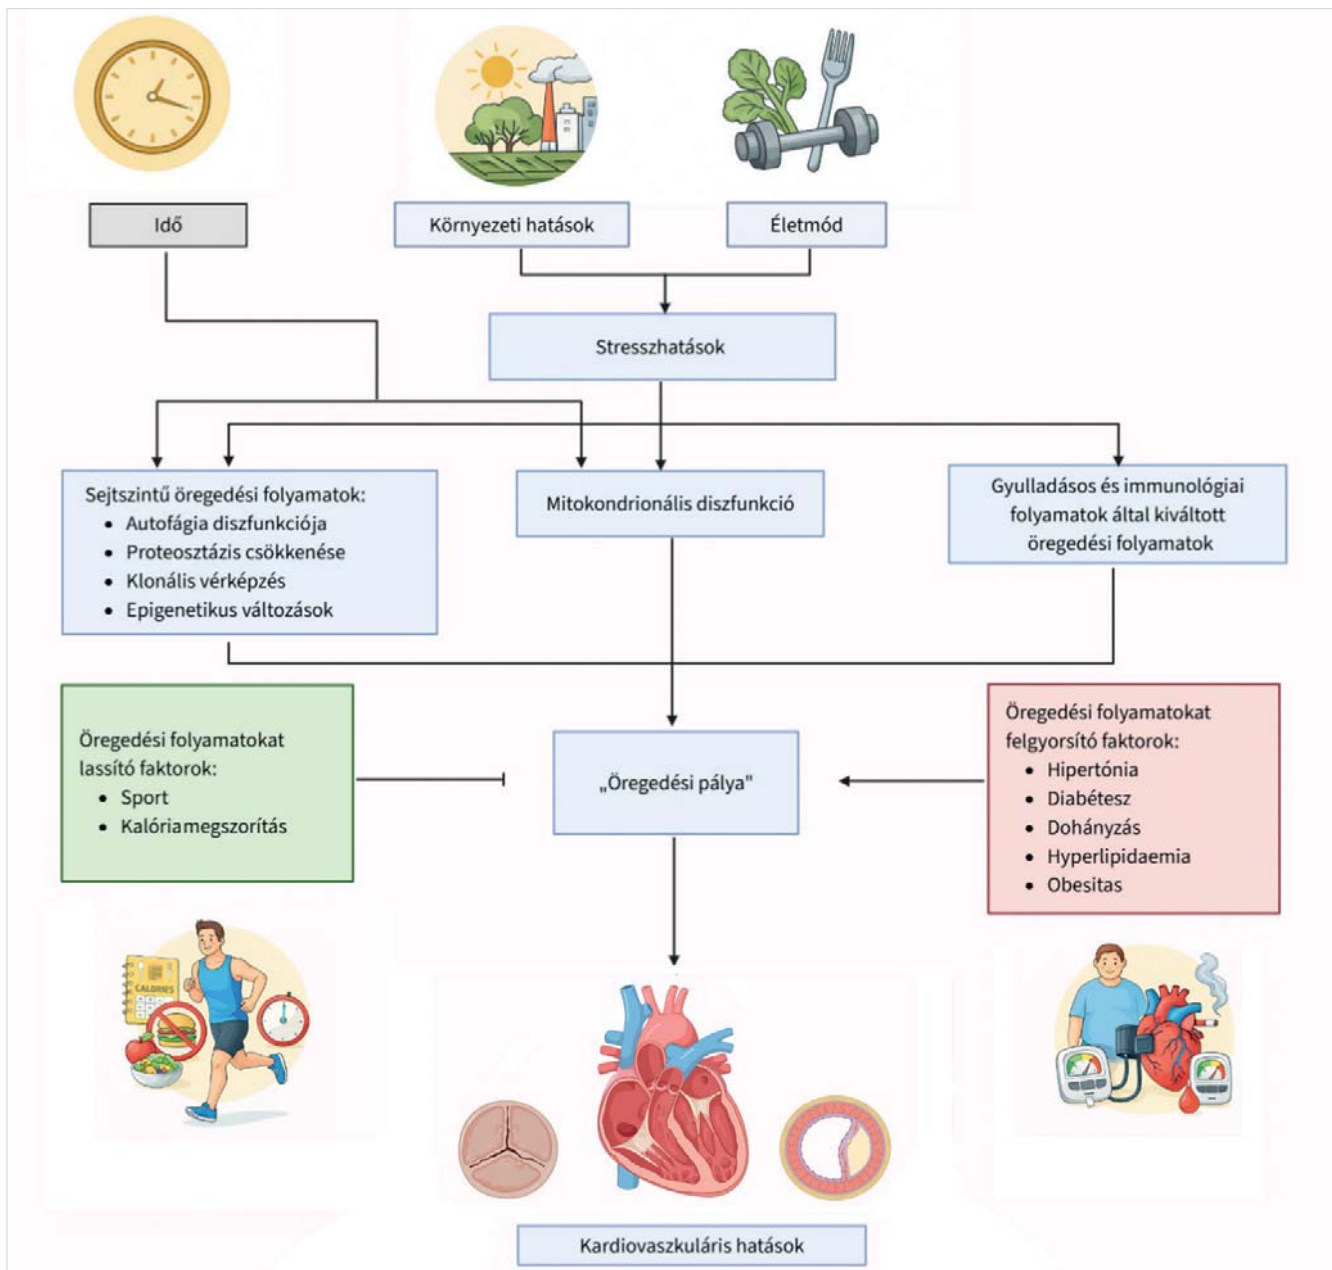 Idő
Környezeti hatások
Életmód
Stresszhatások
Sejtszintű öregedési folyamatok:
• Autofágia diszfunkciója
• Proteosztázis csökkenése
• Klonális vérképzés
• Epigenetikus változások
Mitokondrionális diszfunkció
Gyulladásos és immunológiai
folyamatok által kiváltott
öregedési folyamatok
Öregedési folyamatokat
lassító faktorok:
• Sport
• Kalóriamegszorítás
„Öregedési pálya"
Öregedési folyamatokat
felgyorsító faktorok:
• Hipertónia
• Diabétesz
• Dohányzás
• Hyperlipidaemia
• Obesitas
CALORIES
Kardiovaszkuláris hatások